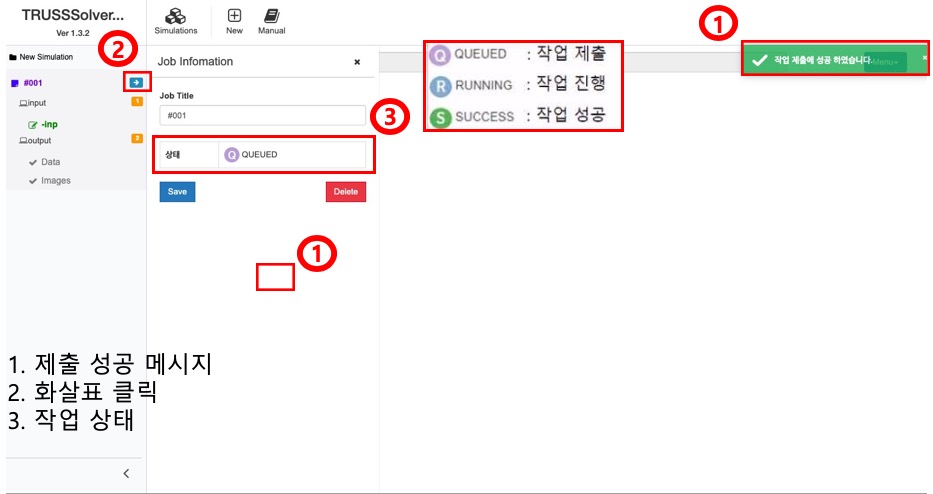 TRUSSSolver...
Ver 1.3.2
Simulations
New
Manual
1
2
New Simulation
Job Infomation
×
QUEUED : 작업 제출
RUNNING : 작업 진행
SUCCESS : 작업 성공
Q
R
S
작업 제출에 성공 하였습니다.
Menu
×
#001
input
1
-inp
output
2
Data
Images
Job Title
#001
3
상태
Q QUEUED
Save
Delete
1
1. 제출 성공 메시지
2. 화살표 클릭
3. 작업 상태